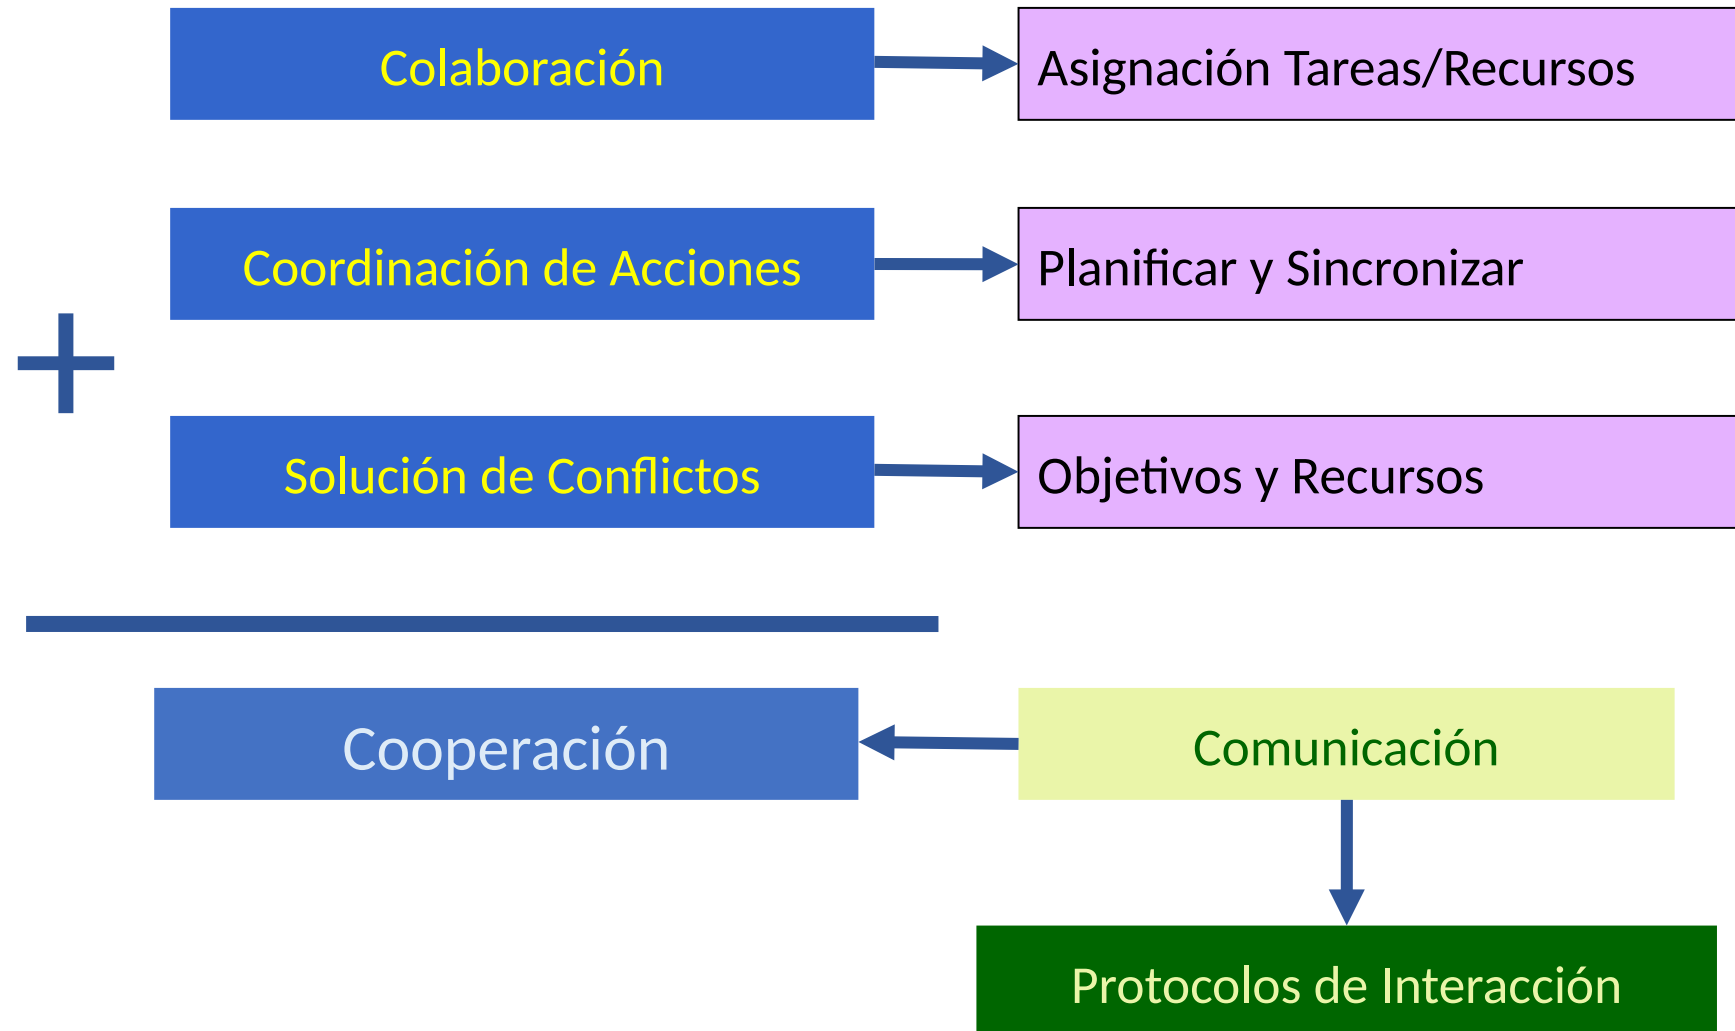 Colaboración
Asignación Tareas/Recursos
Coordinación de Acciones
Planificar y Sincronizar
+
Solución de Conflictos
Objetivos y Recursos
Cooperación
Comunicación
Protocolos de Interacción